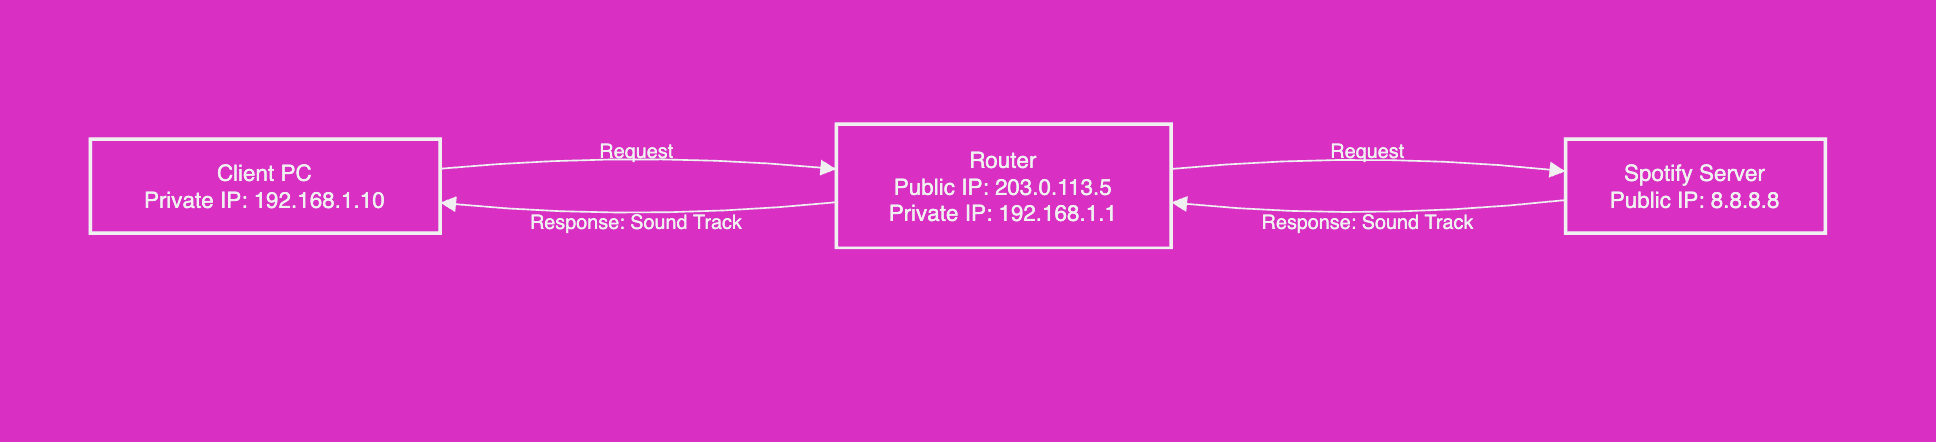 Client PC
Private IP: 192.168.1.10
Request
Response: Sound Track
Router
Public IP: 203.0.113.5
Private IP: 192.168.1.1
Request
Response: Sound Track
Spotify Server
Public IP: 8.8.8.8